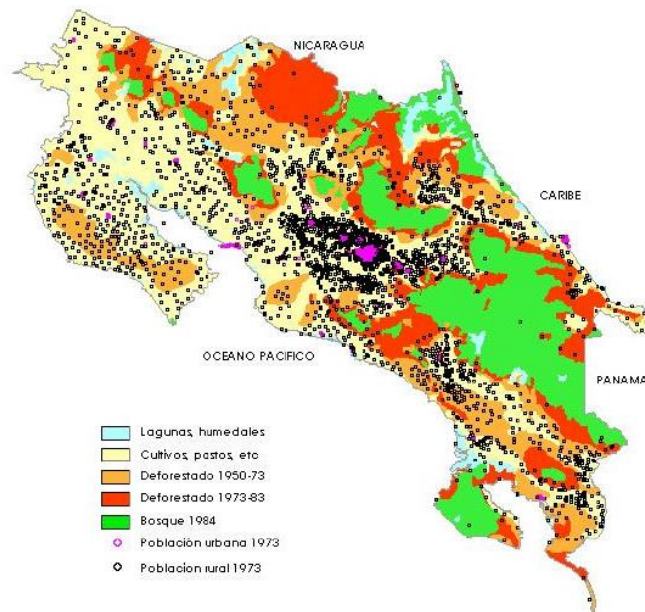 NICARAGUA
CARIBE
OCEANO PACIFICO
PANAMA
Lagunas, humedales
Cultivos, pastos, etc
Deforestado 1950-73
Deforestado 1973-83
Bosque 1984
Población urbana 1973
Poblacion rural 1973